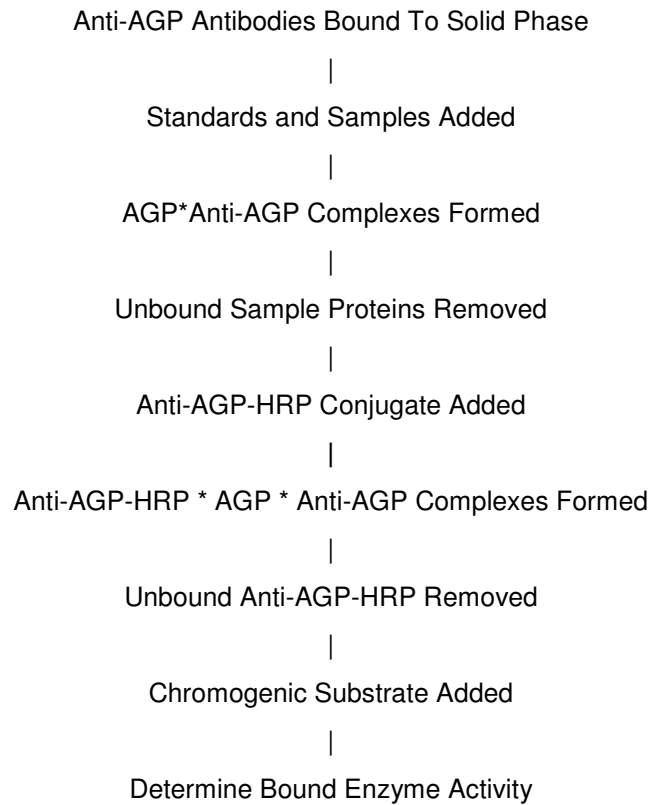 Anti-AGP Antibodies Bound To Solid Phase
|
Standards and Samples Added
|
AGP*Anti-AGP Complexes Formed
|
Unbound Sample Proteins Removed
|
Anti-AGP-HRP Conjugate Added
|
Anti-AGP-HRP * AGP * Anti-AGP Complexes Formed
|
Unbound Anti-AGP-HRP Removed
|
Chromogenic Substrate Added
|
Determine Bound Enzyme Activity